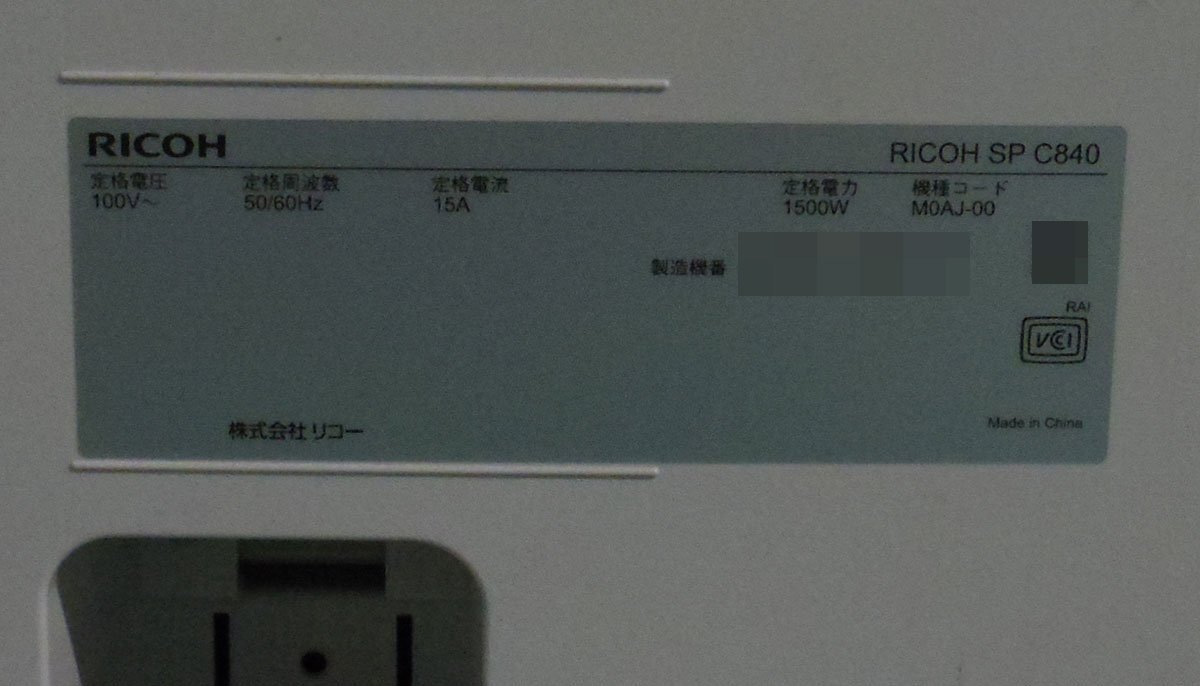 RICOH
RICOH SP C840
定格電圧 定格周波数 定格電流 定格電力 機種コード
100V～ 50/60Hz 15A 1500W M0AJ-00
製造機番
RAI
VCI
株式会社リコー
Made in China